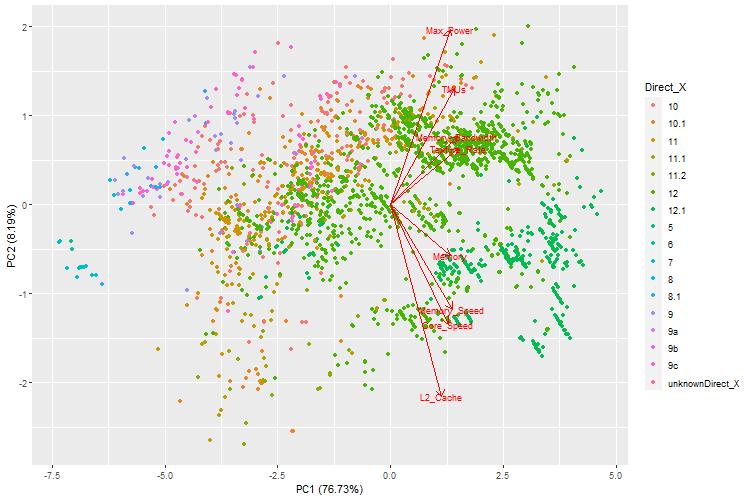 Direct_X
10
10.1
11
11.1
11.2
12
12.1
5
6
7
8
8.1
9
9a
9b
9c
unknownDirect_X
Max_Power
TMUs
Memory_Bandwidth
Texture_Rate
Memory
Memory_Speed
Core_Speed
L2_Cache
PC2 (8.19%)
2
1
0
-1
-2
-7.5
-5.0
-2.5
0.0
2.5
5.0
PC1 (76.73%)